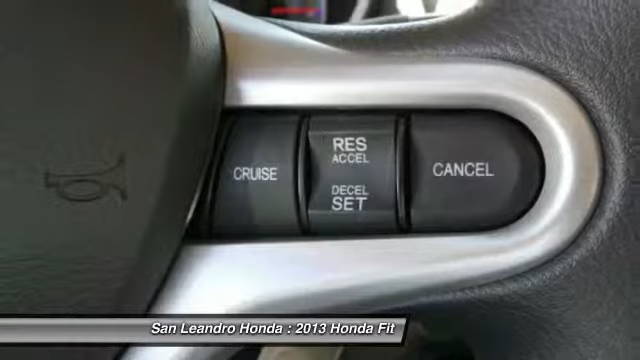 CRUISE
RES
ACCEL
DECEL
SET
CANCEL
San Leandro Honda : 2013 Honda Fit